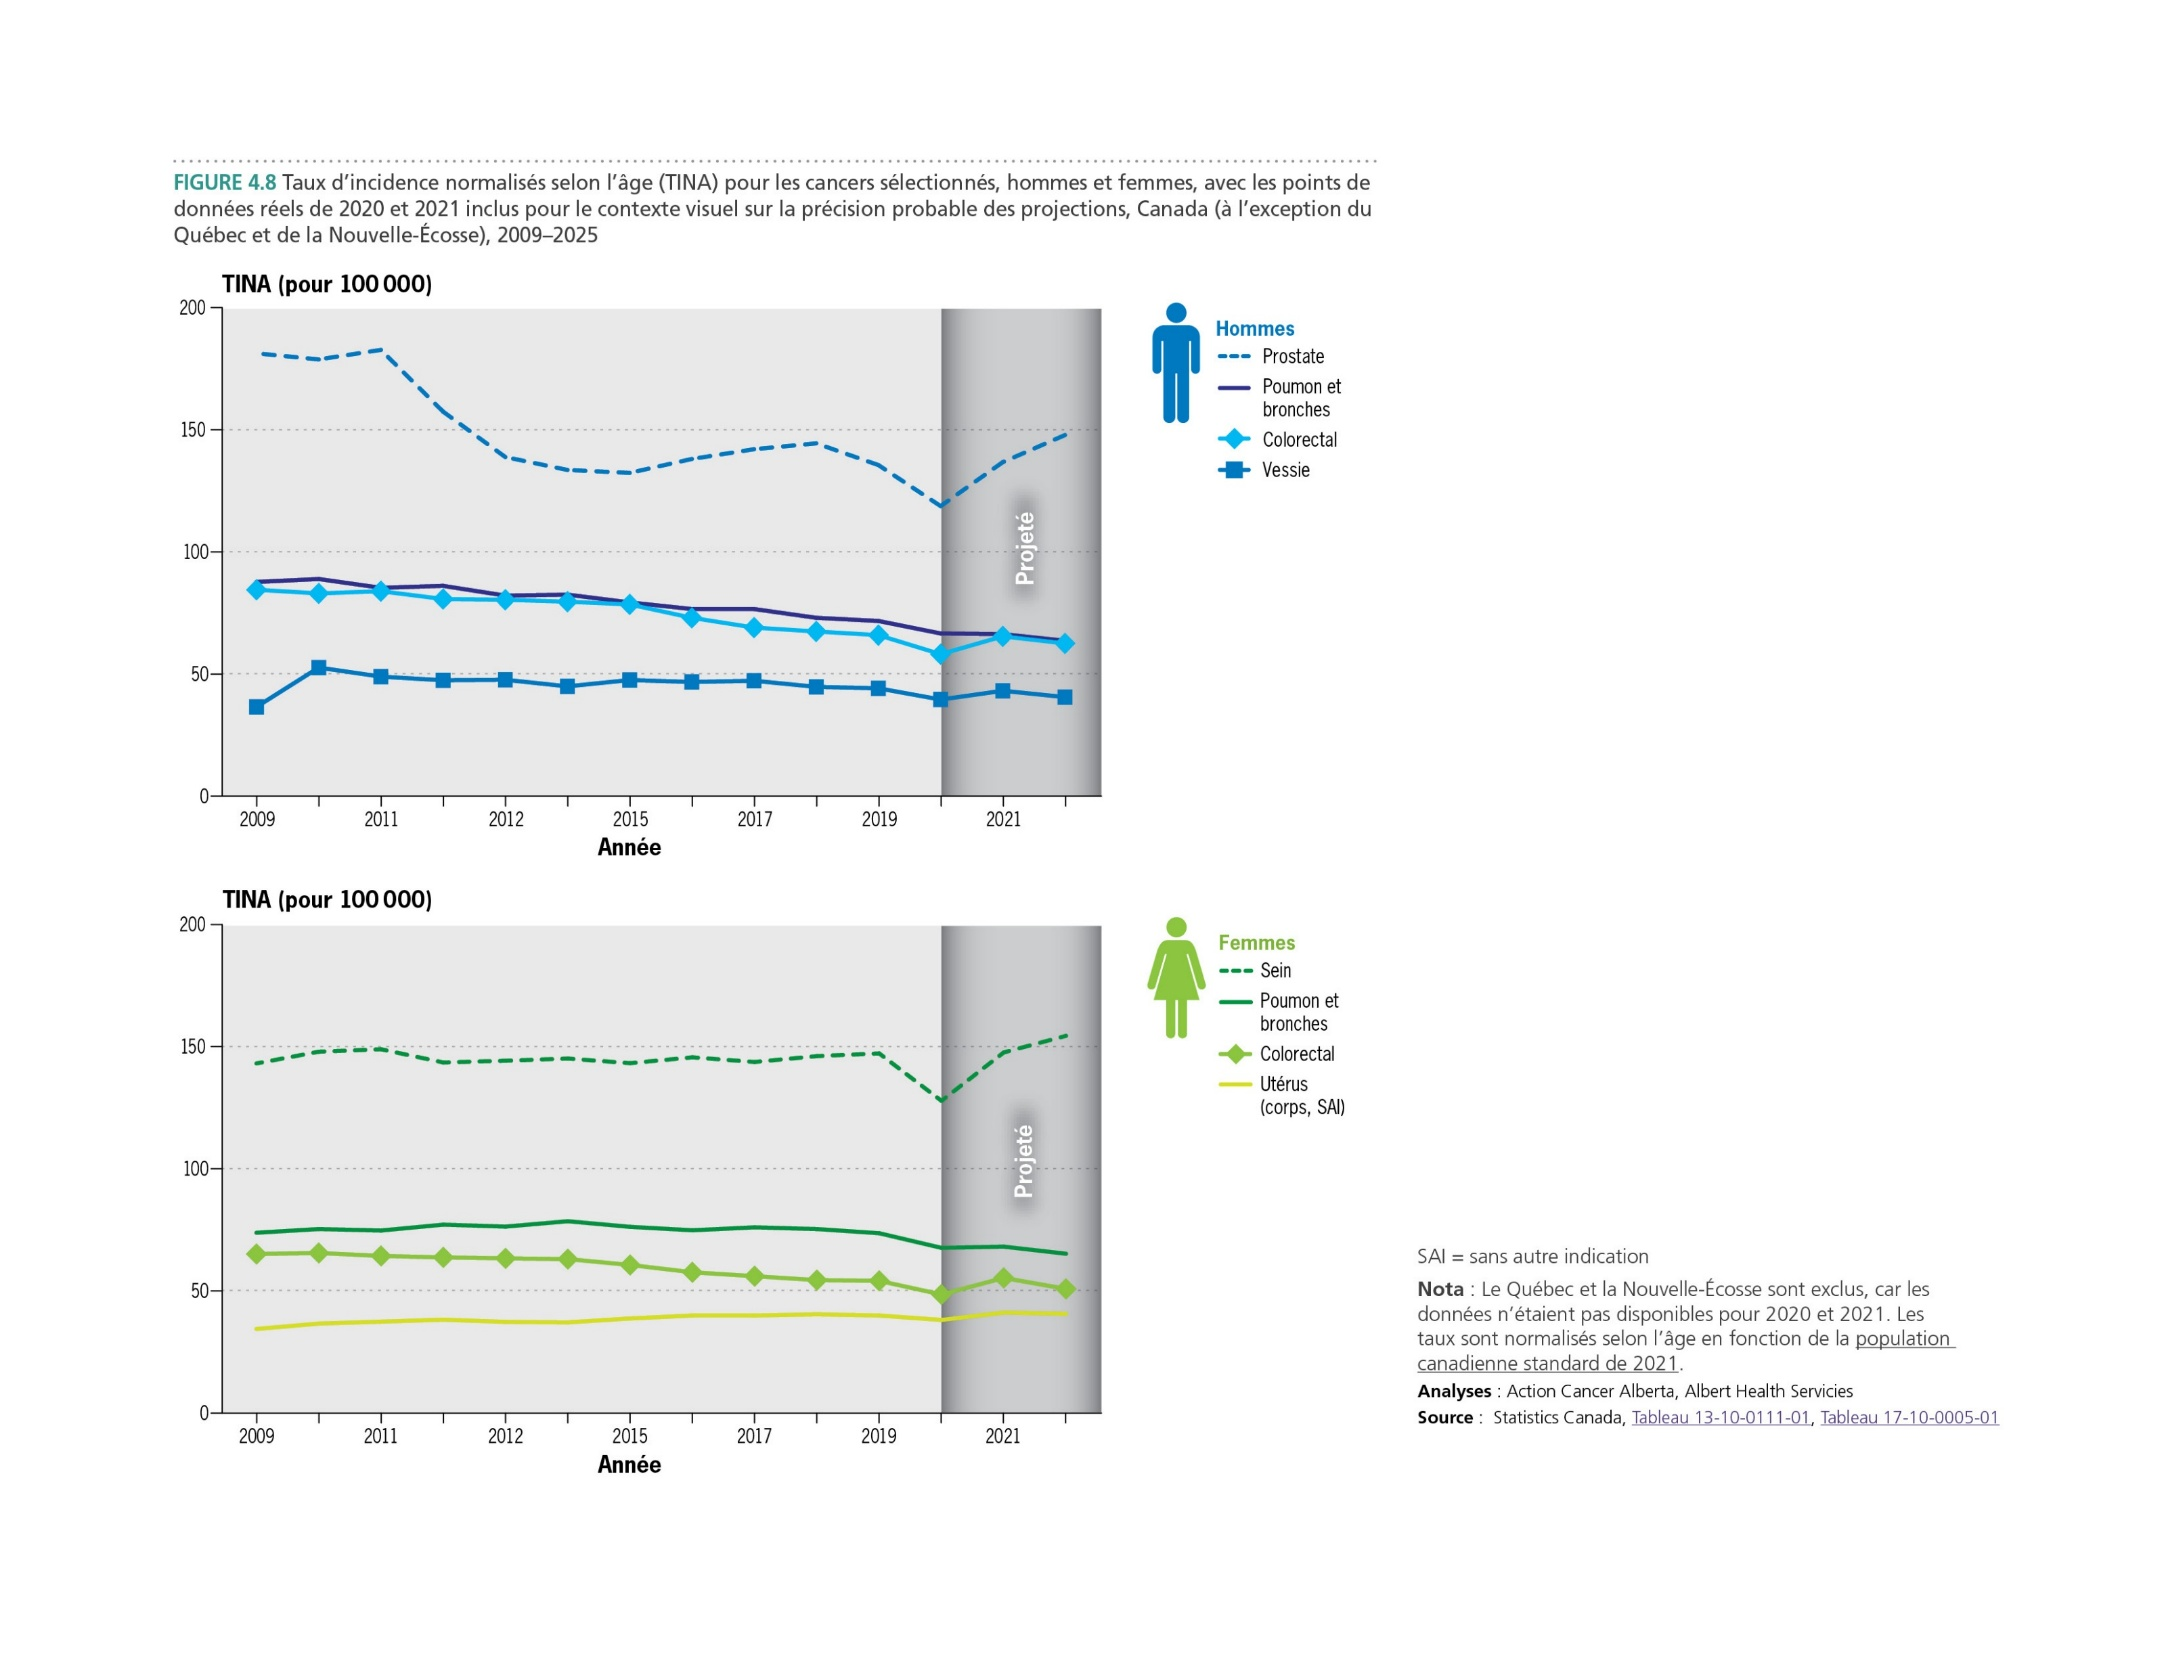 FIGURE 4.8 Taux d’incidence normalisés selon l’âge (TINA) pour les cancers sélectionnés, hommes et femmes, avec les points de
données réels de 2020 et 2021 inclus pour le contexte visuel sur la précision probable des projections, Canada (à l’exception du
Québec et de la Nouvelle-Écosse), 2009–2025
TINA (pour 100 000)
200
150
100
50
0
Projeté
2009 2011 2012 2015 2017 2019 2021
Année
Hommes
Prostate
Poumon et
bronches
Colorectal
Vessie
TINA (pour 100 000)
200
150
100
50
0
Projeté
2009 2011 2012 2015 2017 2019 2021
Année
Femmes
Sein
Poumon et
bronches
Colorectal
Utérus
(corps, SAI)
SAI = sans autre indication
Nota : Le Québec et la Nouvelle-Écosse sont exclus, car les
données n’étaient pas disponibles pour 2020 et 2021. Les
taux sont normalisés selon l’âge en fonction de la population
canadienne standard de 2021.
Analyses : Action Cancer Alberta, Albert Health Servicies
Source : Statistics Canada, Tableau 13-10-0111-01, Tableau 17-10-0005-01